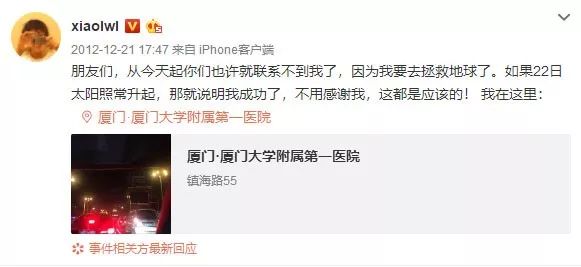 xiaolwl
2012-12-21 17:47 来自 iPhone客户端
朋友们，从今天起你们也许就联系不到我了，因为我要去拯救地球了。如果22日
太阳照常升起，那就说明我成功了，不用感谢我，这都是应该的！ 我在这里：
厦门·厦门大学附属第一医院
厦门·厦门大学附属第一医院
镇海路55
事件相关方最新回应